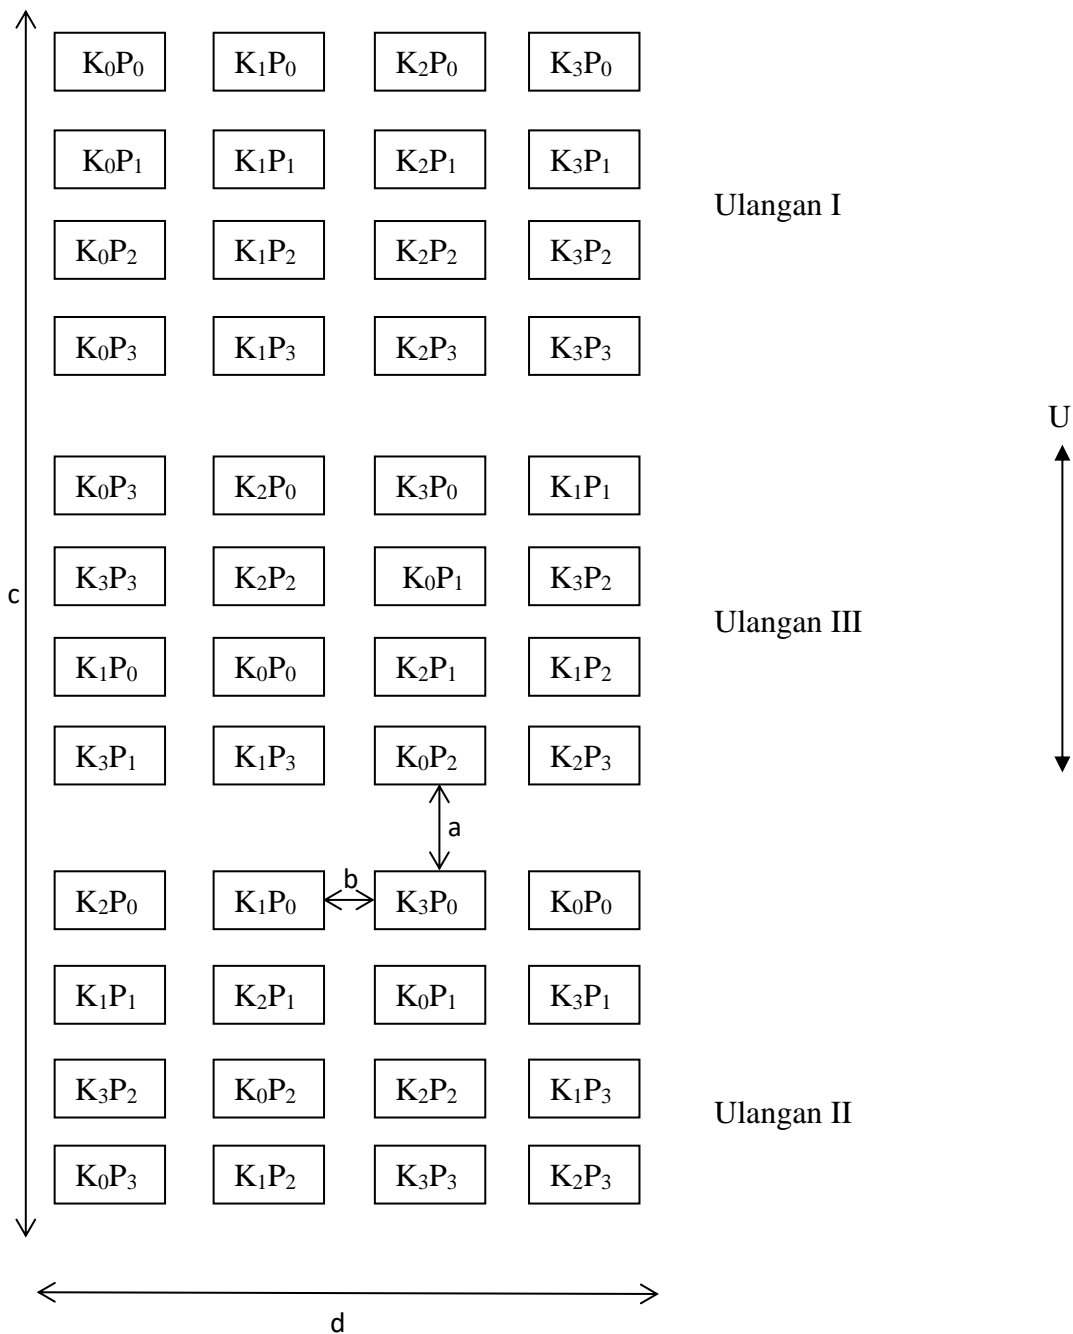 K₀P₀ K₁P₀ K₂P₀ K₃P₀
K₀P₁ K₁P₁ K₂P₁ K₃P₁
Ulangan I
K₀P₂ K₁P₂ K₂P₂ K₃P₂
K₀P₃ K₁P₃ K₂P₃ K₃P₃
U
K₀P₃ K₂P₀ K₃P₀ K₁P₁
K₃P₃ K₂P₂ K₀P₁ K₃P₂
c
Ulangan III
K₁P₀ K₀P₀ K₂P₁ K₁P₂
K₃P₁ K₁P₃ K₀P₂ K₂P₃
a
b
K₂P₀ K₁P₀ K₃P₀ K₀P₀
K₁P₁ K₂P₁ K₀P₁ K₃P₁
K₃P₂ K₀P₂ K₂P₂ K₁P₃
Ulangan II
K₀P₃ K₁P₂ K₃P₃ K₂P₃
d